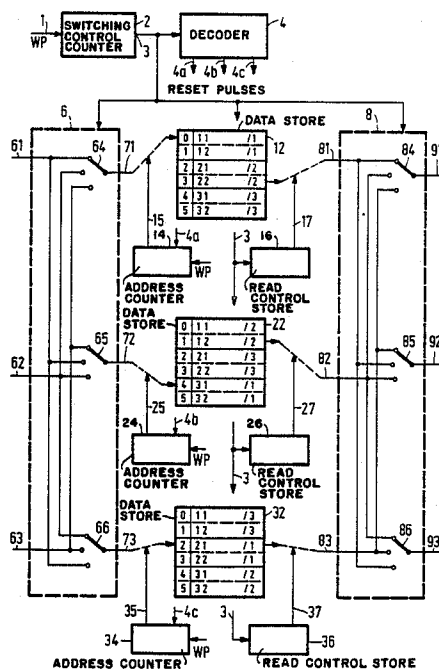 1
WP
SWITCHING CONTROL COUNTER
2
3
DECODER
4
4a 4b 4c
RESET PULSES
6
DATA STORE
8
61
64
71
12
0 11 /1
1 12 /1
2 21 /2
3 22 /2
4 31 /3
5 32 /3
81
84
91
15
4a
3
17
14
WP
16
ADDRESS COUNTER
READ CONTROL STORE
DATA STORE
22
0 11 /2
1 12 /2
2 21 /3
3 22 /3
4 31 /1
5 32 /1
62
65
72
82
85
92
25
4b
27
24
WP
26
ADDRESS COUNTER
3
READ CONTROL STORE
DATA STORE
32
0 11 /3
1 12 /3
2 21 /1
3 22 /1
4 31 /2
5 32 /2
63
66
73
83
86
93
35
4c
3
37
34
WP
36
ADDRESS COUNTER
READ CONTROL STORE